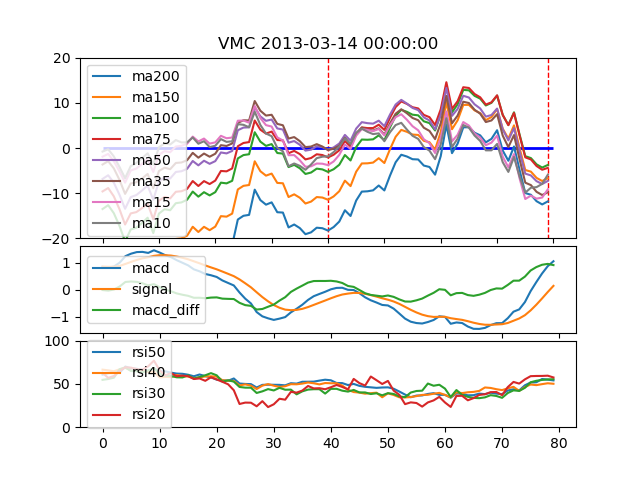 VMC 2013-03-14 00:00:00
20
10
0
−10
−20
ma200
ma150
ma100
ma75
ma50
ma35
ma15
ma10
1
0
−1
macd
signal
macd_diff
100
50
0
rsi50
rsi40
rsi30
rsi20
0 10 20 30 40 50 60 70 80